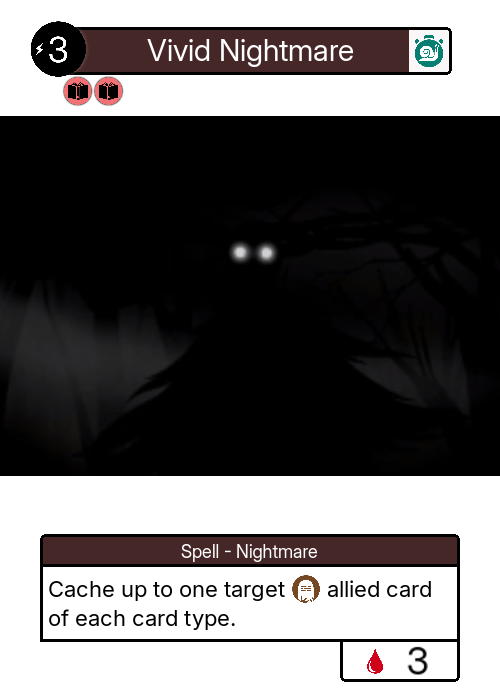 3 Vivid Nightmare
Spell - Nightmare
Cache up to one target allied card
of each card type.
3